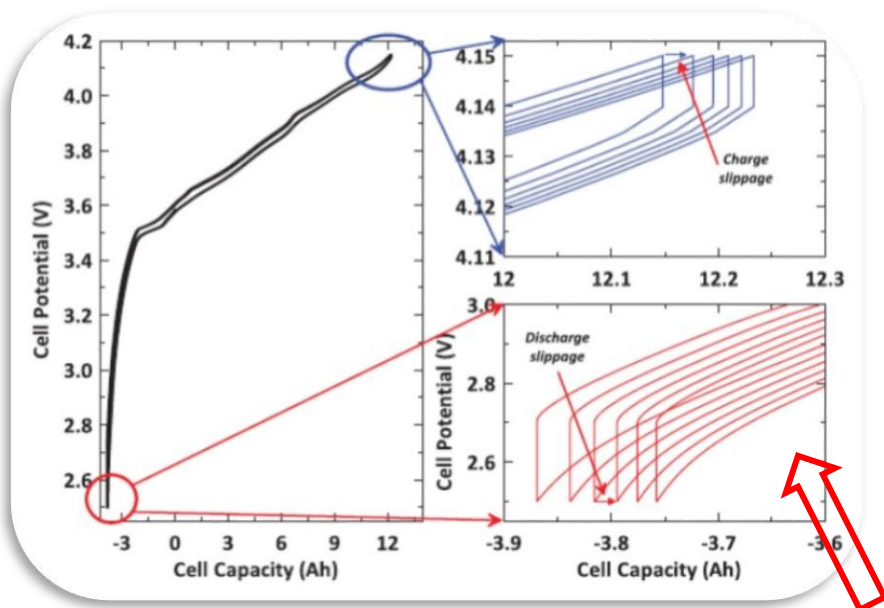 4.2
4.0
3.8
3.6
3.4
3.2
3.0
2.8
2.6
Cell Potential (V)
-3 0 3 6 9 12
Cell Capacity (Ah)
4.15
4.14
4.13
4.12
4.11
Charge
slippage
12 12.1 12.2 12.3
3.0
2.8
2.6
Cell Potential (V)
Discharge
slippage
-3.9 -3.8 -3.7 -3.6
Cell Capacity (Ah)